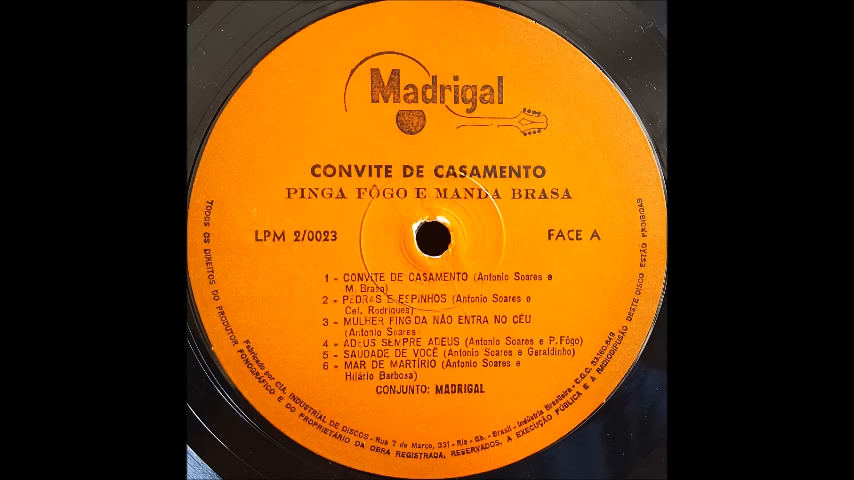 Madrigal
CONVITE DE CASAMENTO
PINGA FÔGO E MANDA BRASA
LPM 2/0023
FACE A
1 - CONVITE DE CASAMENTO (Antonio Soares e
M. Brasa)
2 - PEDRAS E ESPINHOS (Antonio Soares e
Cel. Rodrigues)
3 - MULHER FINGIDA NÃO ENTRA NO CÉU
(Antonio Soares
4 - ADEUS SEMPRE ADEUS (Antonio Soares e P. Fôgo)
5 - SAUDADE DE VOCÊ (Antonio Soares e Geraldinho)
6 - MAR DE MARTÍRIO (Antonio Soares e
Hilário Barbosa)
CONJUNTO: MADRIGAL
Fabricado por CIA. INDUSTRIAL DE DISCOS - Rua 7 de Março, 331 - Rio - Gb. - Brasil - Indústria Brasileira - C.G.C. 33.160.849
TODOS OS DIREITOS DO PRODUTOR FONOGRÁFICO E DO PROPRIETÁRIO DA OBRA REGISTRADA, RESERVADOS, A EXECUÇÃO PÚBLICA E A RADIODIFUSÃO DESTE DISCO ESTÃO PROIBIDAS